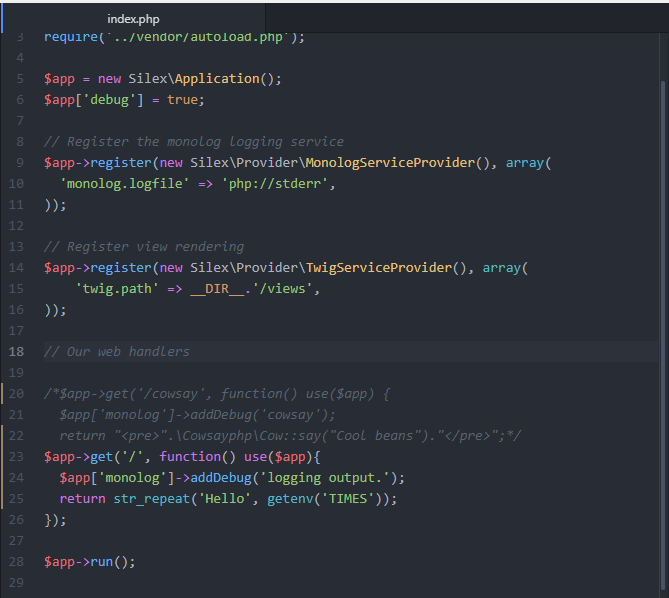 index.php
3 require('../vendor/autoload.php');
4
5 $app = new Silex\Application();
6 $app['debug'] = true;
7
8 // Register the monolog logging service
9 $app->register(new Silex\Provider\MonologServiceProvider(), array(
10   'monolog.logfile' => 'php://stderr',
11 ));
12
13 // Register view rendering
14 $app->register(new Silex\Provider\TwigServiceProvider(), array(
15     'twig.path' => __DIR__.'/views',
16 ));
17
18 // Our web handlers
19
20 /*$app->get('/cowsay', function() use($app) {
21   $app['monolog']->addDebug('cowsay');
22   return "<pre>".\Cowsayphp\Cow::say("Cool beans")."</pre>";*/
23 $app->get('/', function() use($app){
24   $app['monolog']->addDebug('logging output.');
25   return str_repeat('Hello', getenv('TIMES'));
26 });
27
28 $app->run();
29